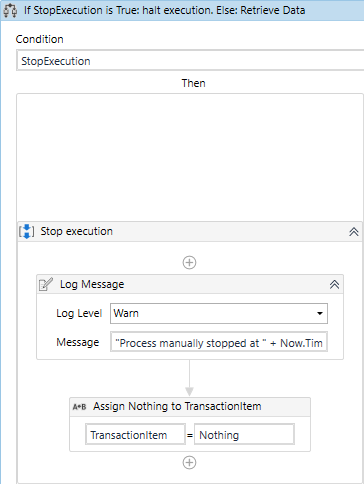 If StopExecution is True: halt execution. Else: Retrieve Data
Condition
StopExecution
Then
Stop execution
Log Message
Log Level Warn
Message "Process manually stopped at " + Now.Tim
A*B Assign Nothing to TransactionItem
TransactionItem = Nothing